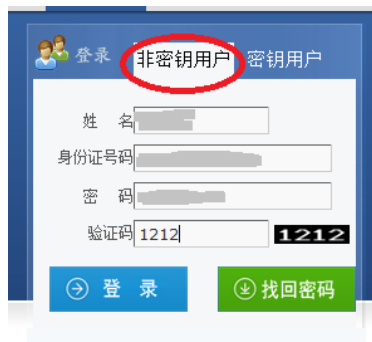 登录 非密钥用户 密钥用户
姓 名
身份证号码
密 码
验证码 1212 1212
登 录 找回密码